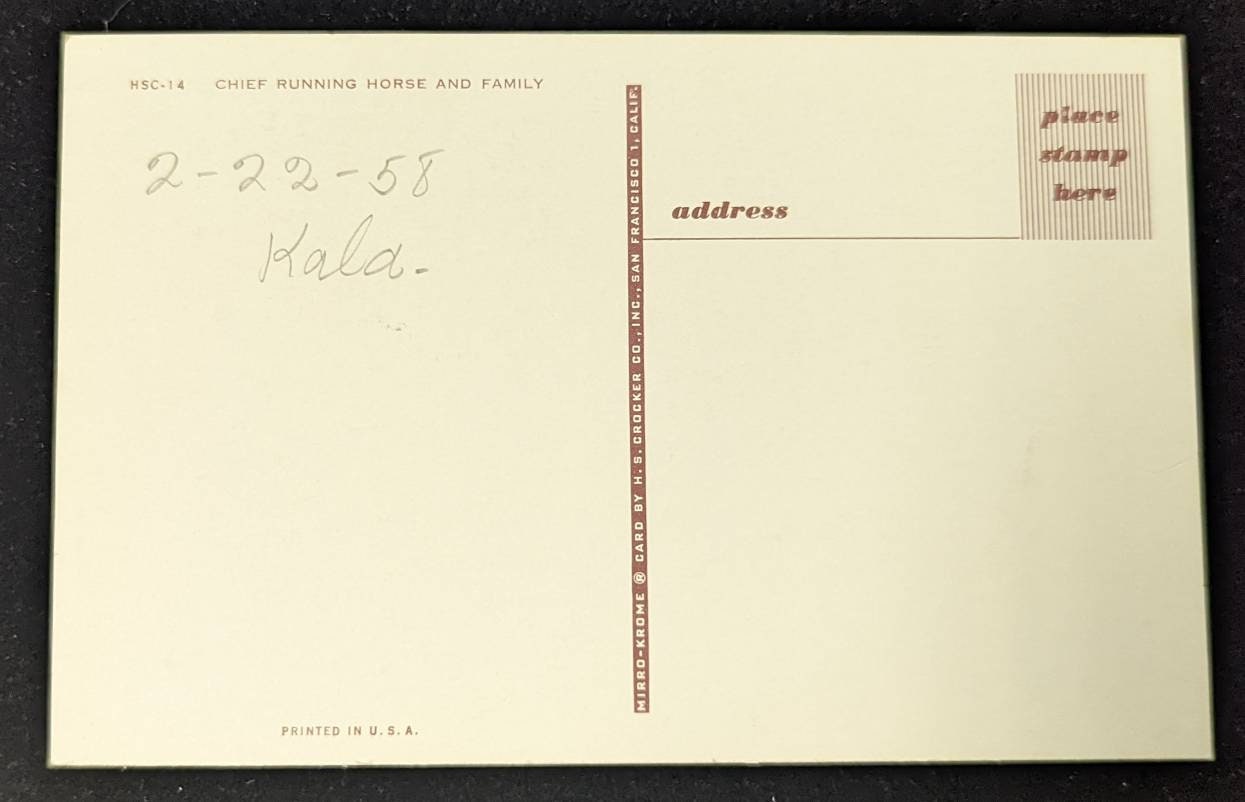 HSC-14 CHIEF RUNNING HORSE AND FAMILY
2-22-58
Kala.
PRINTED IN U.S.A.
MIRRO-KROME ® CARD BY H. S. CROCKER CO., INC., SAN FRANCISCO 1, CALIF.
place
stamp
here
address